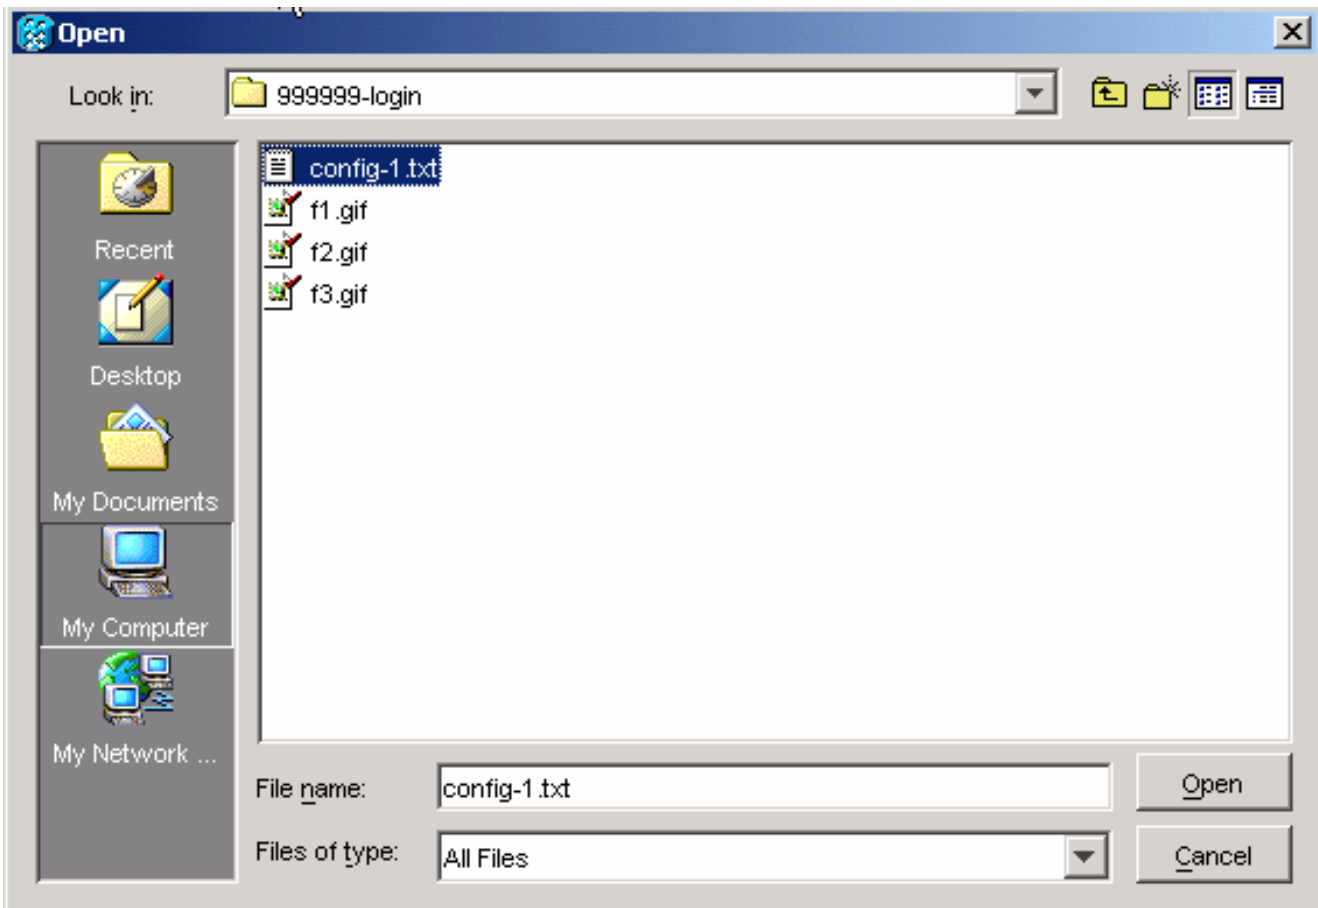 Open
Look in:
999999-login
config-1.txt
f1.gif
f2.gif
f3.gif
Recent
Desktop
My Documents
My Computer
My Network ...
File name:
config-1.txt
Open
Files of type:
All Files
Cancel